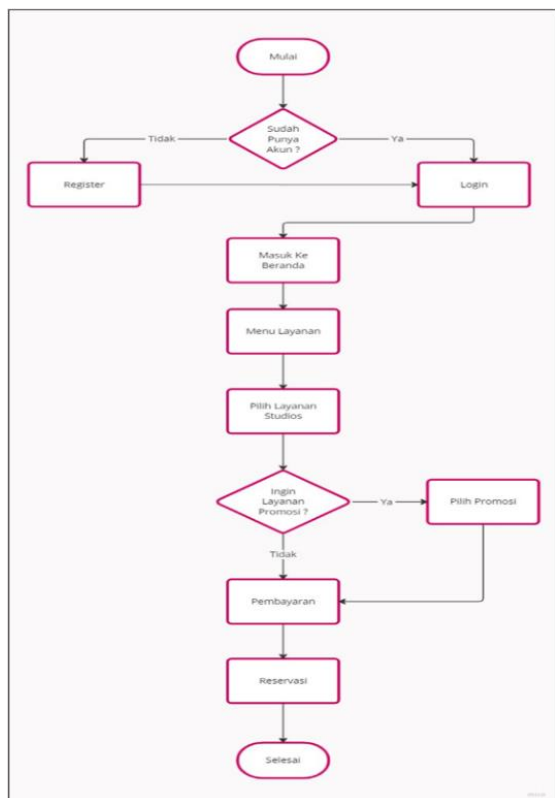 Mulai
Sudah
Punya
Akun ?
Tidak
Ya
Register
Login
Masuk Ke
Beranda
Menu Layanan
Pilih Layanan
Studios
Ingin
Layanan
Promosi ?
Ya
Pilih Promosi
Tidak
Pembayaran
Reservasi
Selesai